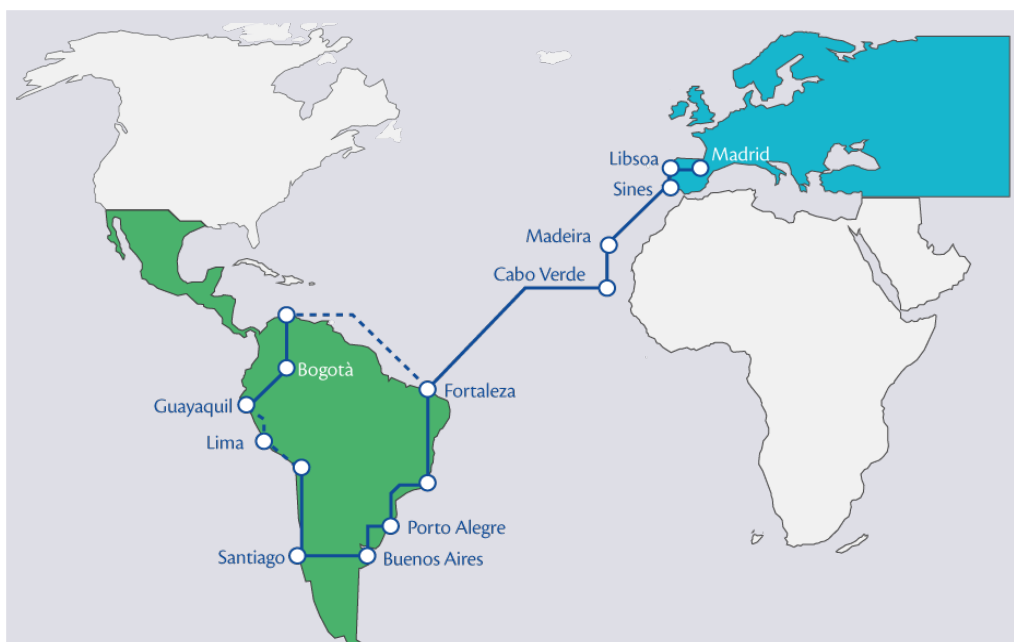 Libsoa
Madrid
Sines
Madeira
Cabo Verde
Bogotà
Fortaleza
Guayaquil
Lima
Porto Alegre
Santiago
Buenos Aires